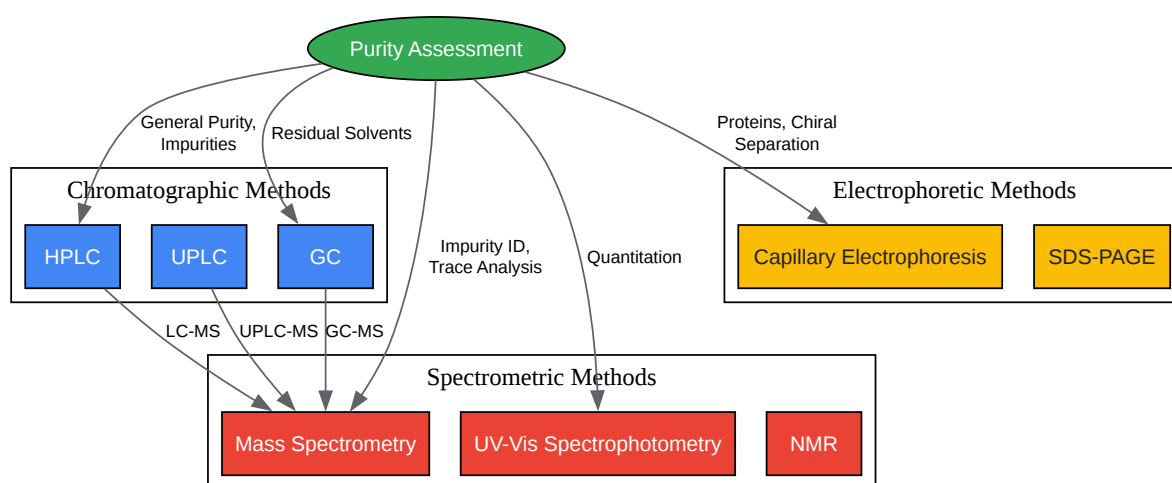 Purity Assessment
General Purity,
Impurities
Residual Solvents
Proteins, Chiral
Separation
Chromatographic Methods
Electrophoretic Methods
HPLC
UPLC
GC
Impurity ID,
Trace Analysis
Quantitation
Capillary Electrophoresis
SDS-PAGE
LC-MS
UPLC-MS
GC-MS
Spectrometric Methods
Mass Spectrometry
UV-Vis Spectrophotometry
NMR